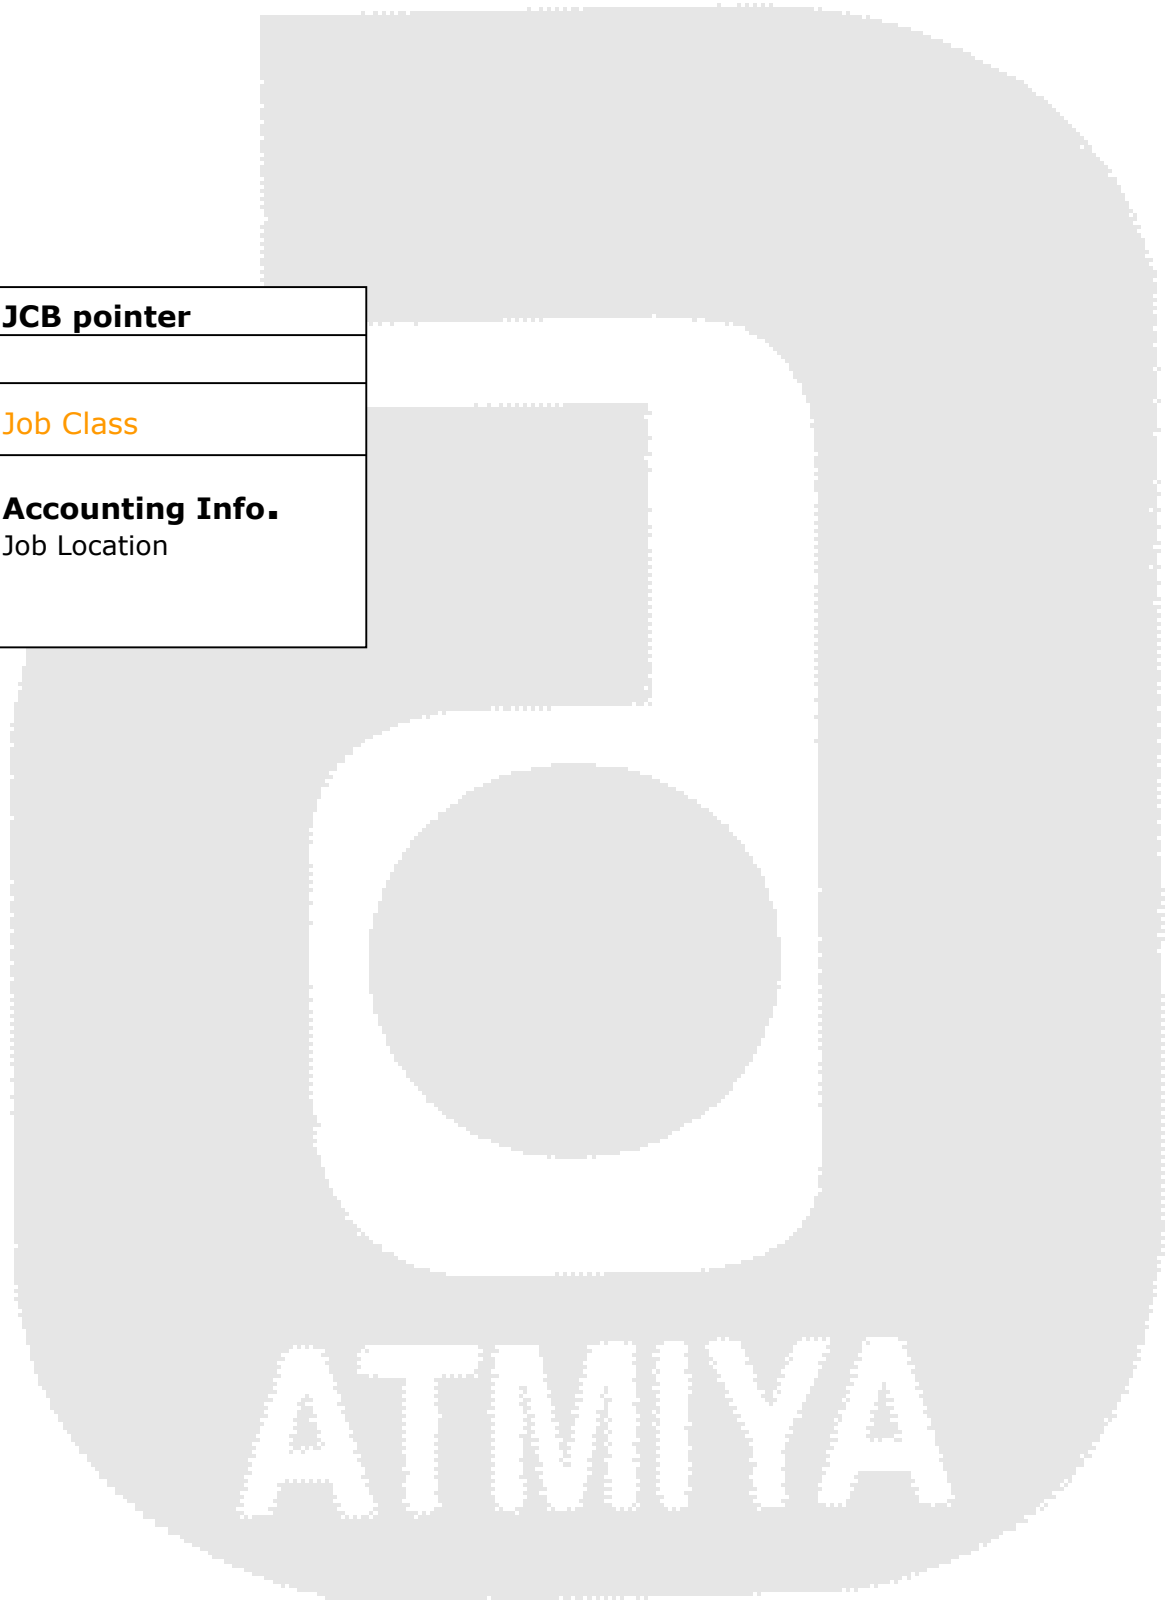 JCB pointer
Job Class
Accounting Info.
Job Location
ATMIYA